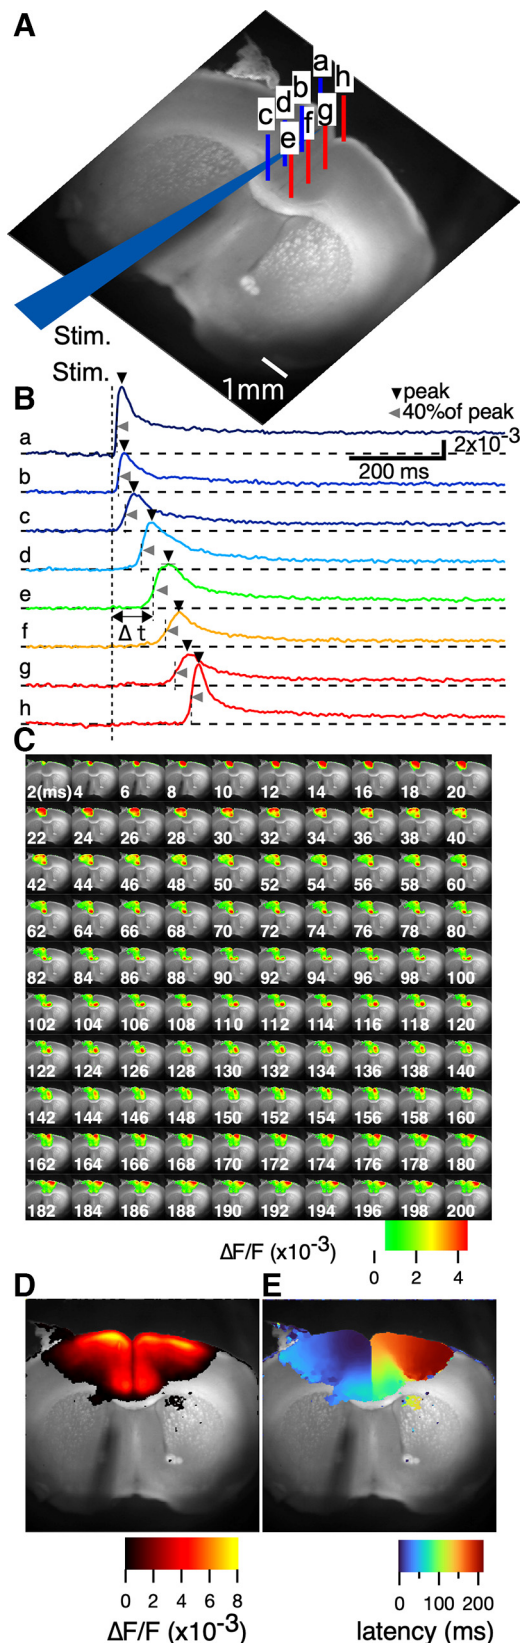 A
a
h
b
d
g
c
f
e
Stim.
1mm
Stim.
B
peak
40%of peak
2x10-3
200 ms
a
b
c
d
e
Δ t
f
g
h
C
2(ms) 4 6 8 10 12 14 16 18 20
22 24 26 28 30 32 34 36 38 40
42 44 46 48 50 52 54 56 58 60
62 64 66 68 70 72 74 76 78 80
82 84 86 88 90 92 94 96 98 100
102 104 106 108 110 112 114 116 118 120
122 124 126 128 130 132 134 136 138 140
142 144 146 148 150 152 154 156 158 160
162 164 166 168 170 172 174 176 178 180
182 184 186 188 190 192 194 196 198 200
ΔF/F (x10-3)
0 2 4
D E
0 2 4 6 8
ΔF/F (x10-3)
0 100 200
latency (ms)